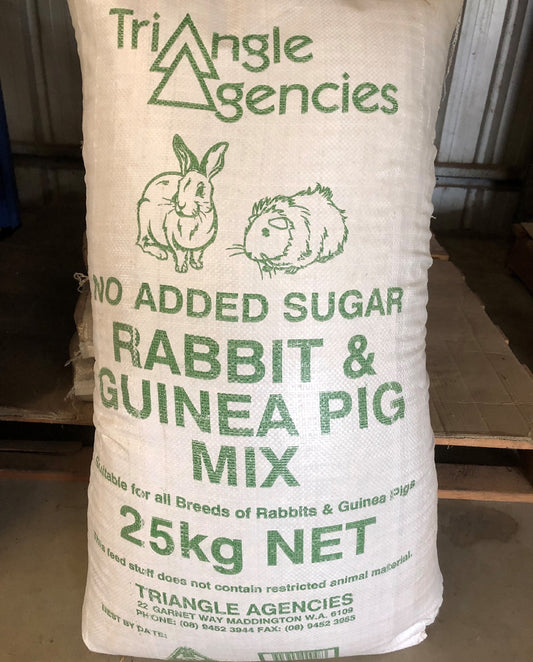 Triangle
Agencies
NO ADDED SUGAR
RABBIT &
GUINEA PIG
MIX
Suitable for all Breeds of Rabbits & Guinea Pigs
25kg NET
This feed stuff does not contain restricted animal material.
TRIANGLE AGENCIES
22 GARNET WAY MADDINGTON W.A. 6109
PHONE: (08) 9452 3944 FAX: (08) 9452 3955
BEST BY DATE: